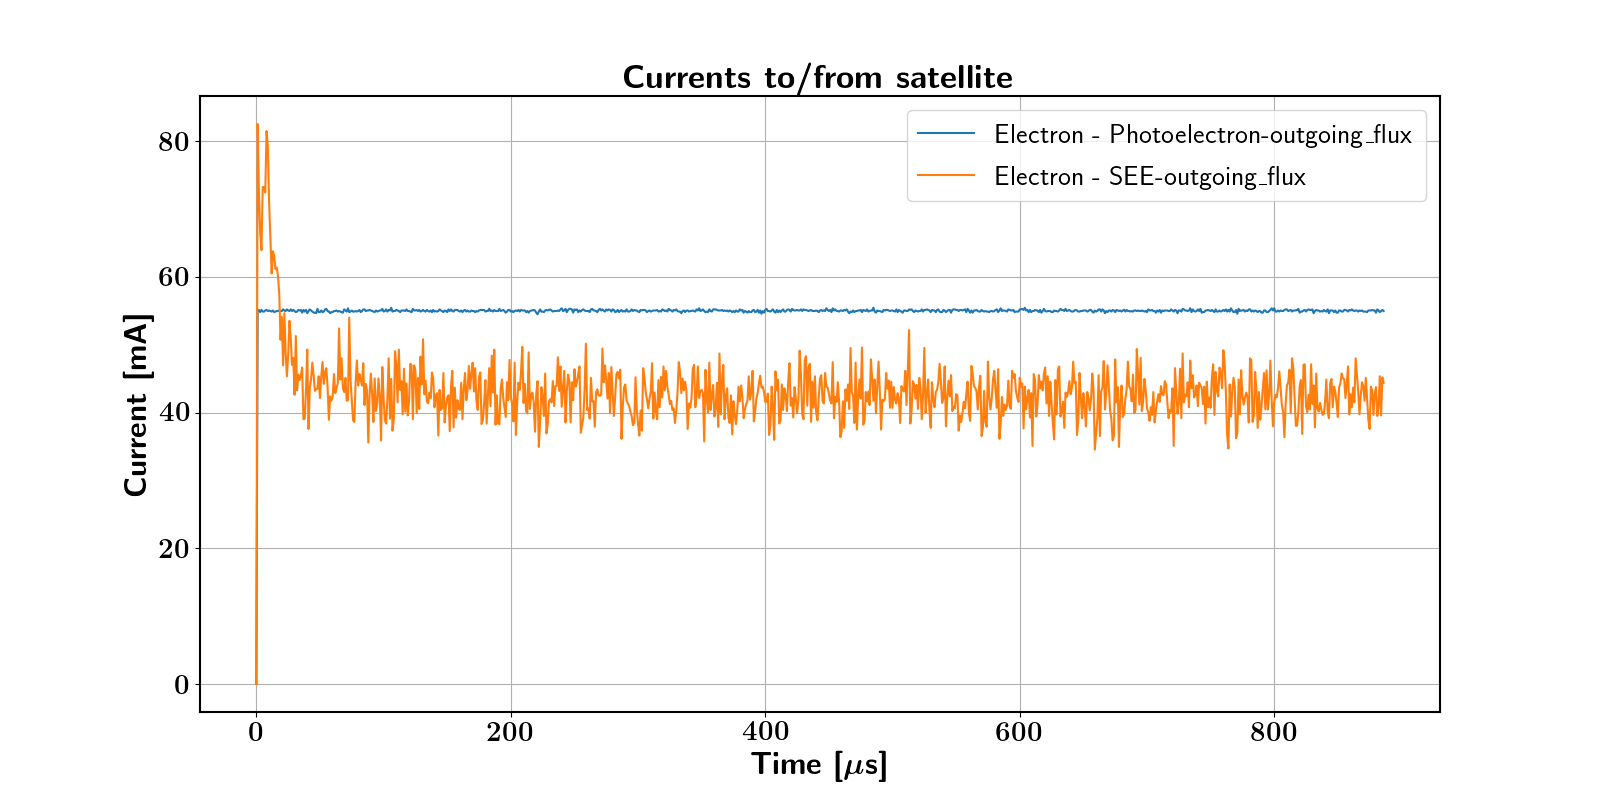 Currents to/from satellite
Electron - Photoelectron-outgoing_flux
Electron - SEE-outgoing_flux
80
60
40
20
0
Current [mA]
0 200 400 600 800
Time [μs]